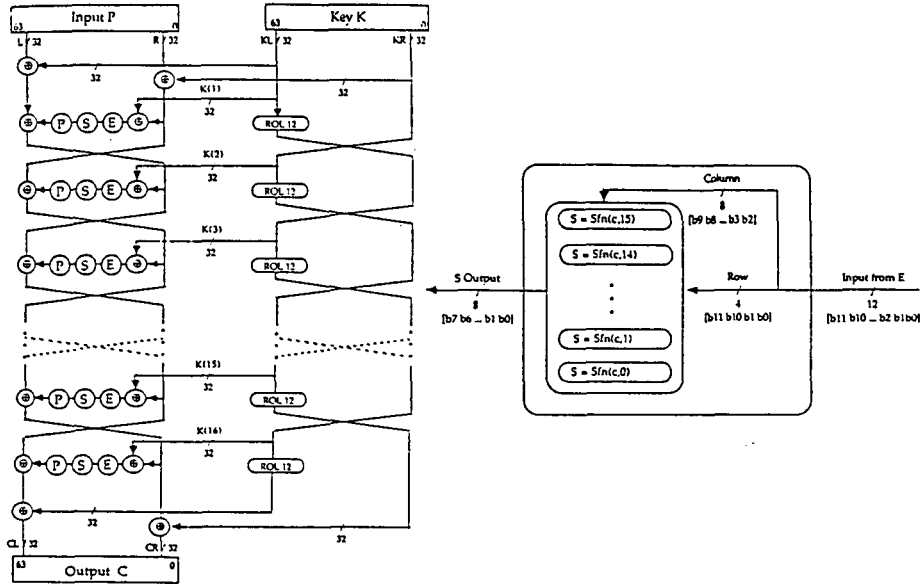 Input P
Key K
63 0
63 0
L 32 R 32 KL 32 KR 32
⊕ 32
⊕ 32
K(1)
32
⊕ P S E ⊕ ROL 12
K(2)
32
⊕ P S E ⊕ ROL 12
K(3)
32
⊕ P S E ⊕ ROL 12
K(15)
32
⊕ P S E ⊕ ROL 12
K(16)
32
⊕ P S E ⊕ ROL 12
⊕ 32
⊕ 32
CL 32 CR 32
63 0
Output C
Column
8
[b9 b8 ... b3 b2]
S = Sfn(c,15)
S = Sfn(c,14)
S = Sfn(c,1)
S = Sfn(c,0)
S Output
8
[b7 b6 ... b1 b0]
Row
4
[b11 b10 b1 b0]
Input from E
12
[b11 b10 ... b2 b1b0]